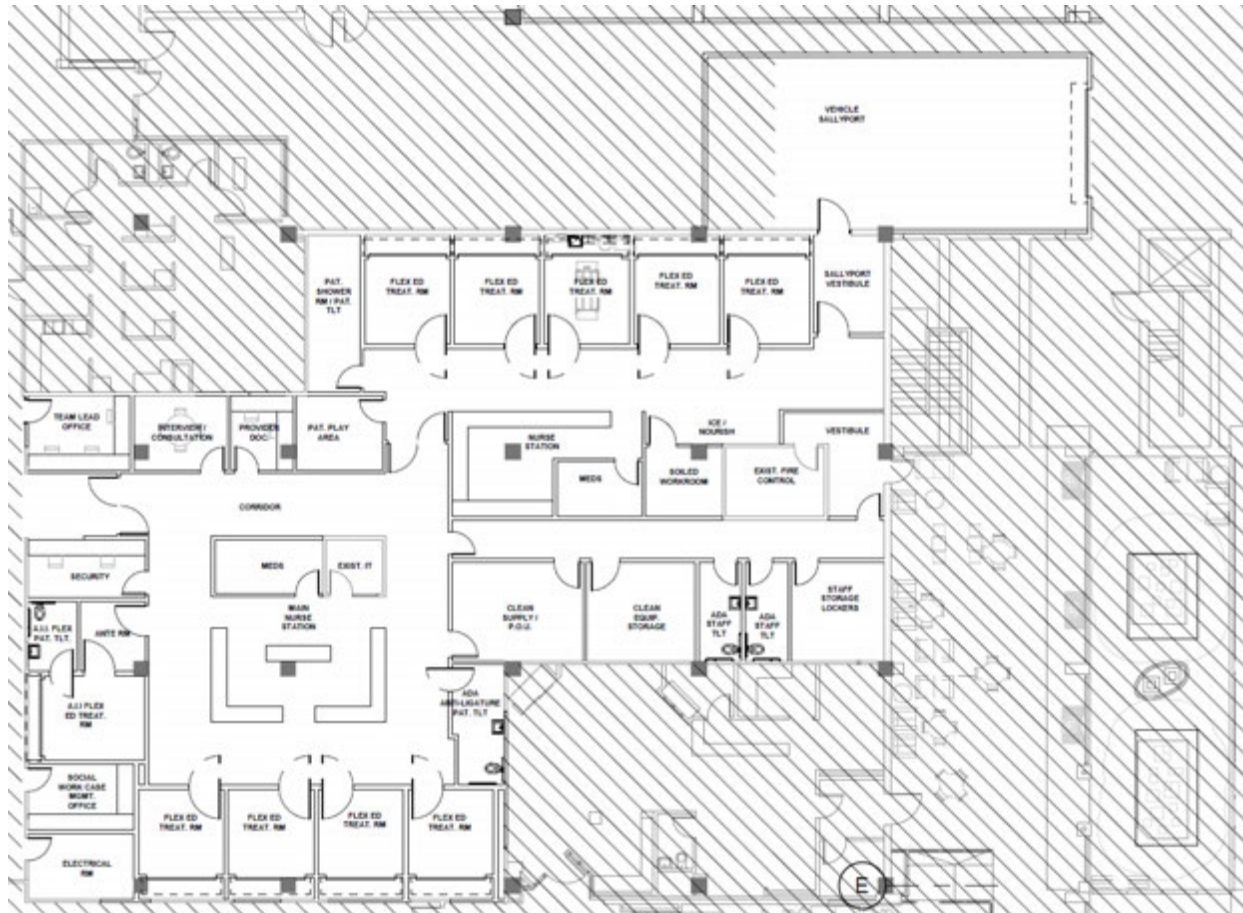 VEHICLE
SALLYPORT
PAT.
SHOWER
RM / PAT.
TLT
FLEX ED
TREAT. RM
FLEX ED
TREAT. RM
FLEX ED
TREAT. RM
FLEX ED
TREAT. RM
FLEX ED
TREAT. RM
SALLYPORT
VESTIBULE
TEAM LEAD
OFFICE
INTERVIEW /
CONSULTATION
PROVIDER
DOC.
PAT. PLAY
AREA
NURSE
STATION
ICE /
NOURISH
VESTIBULE
MEDS
SOILED
WORKROOM
EXIST. FIRE
CONTROL
CORRIDOR
SECURITY
MEDS
EXIST. IT
MAIN
NURSE
STATION
CLEAN
SUPPLY /
P.O.U.
CLEAN
EQUIP.
STORAGE
ADA
STAFF
TLT
ADA
STAFF
TLT
STAFF
STORAGE
LOCKERS
A.I.I. FLEX
PAT. TLT.
ANTE RM
A.I.I FLEX
ED TREAT.
RM
ADA
ANTI-LIGATURE
PAT. TLT
SOCIAL
WORK CASE
MGMT.
OFFICE
FLEX ED
TREAT. RM
FLEX ED
TREAT. RM
FLEX ED
TREAT. RM
FLEX ED
TREAT. RM
ELECTRICAL
RM
E